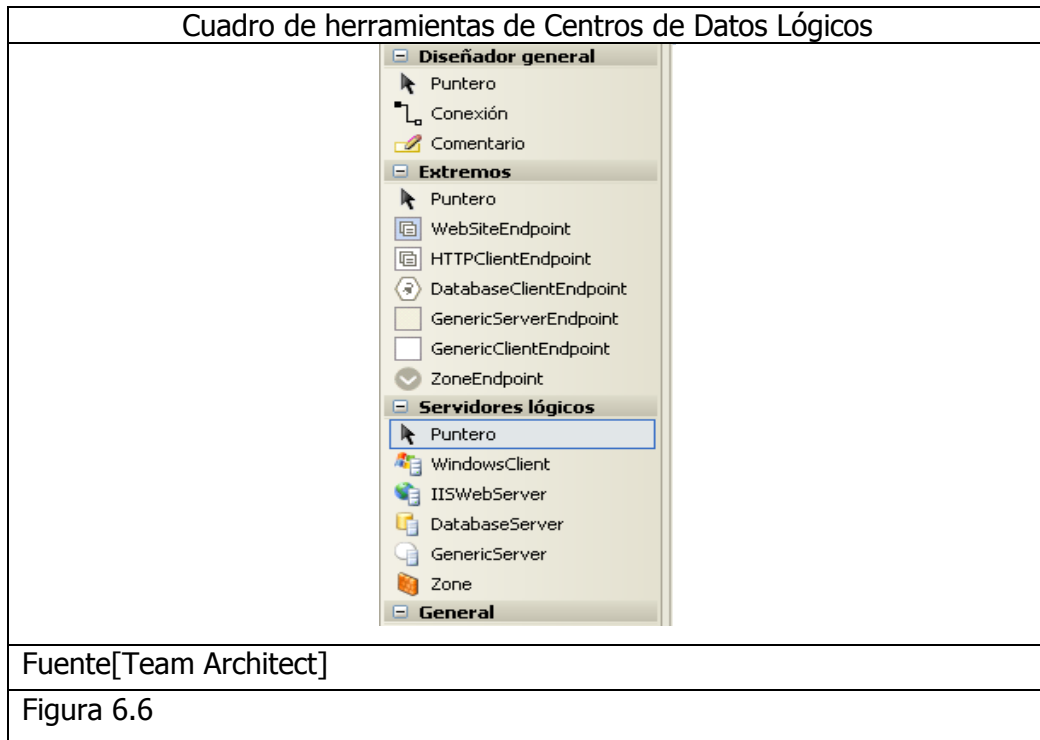 Cuadro de herramientas de Centros de Datos Lógicos
Diseñador general
Puntero
Conexión
Comentario
Extremos
Puntero
WebSiteEndpoint
HTTPClientEndpoint
DatabaseClientEndpoint
GenericServerEndpoint
GenericClientEndpoint
ZoneEndpoint
Servidores lógicos
Puntero
WindowsClient
IISWebServer
DatabaseServer
GenericServer
Zone
General
Fuente[Team Architect]
Figura 6.6